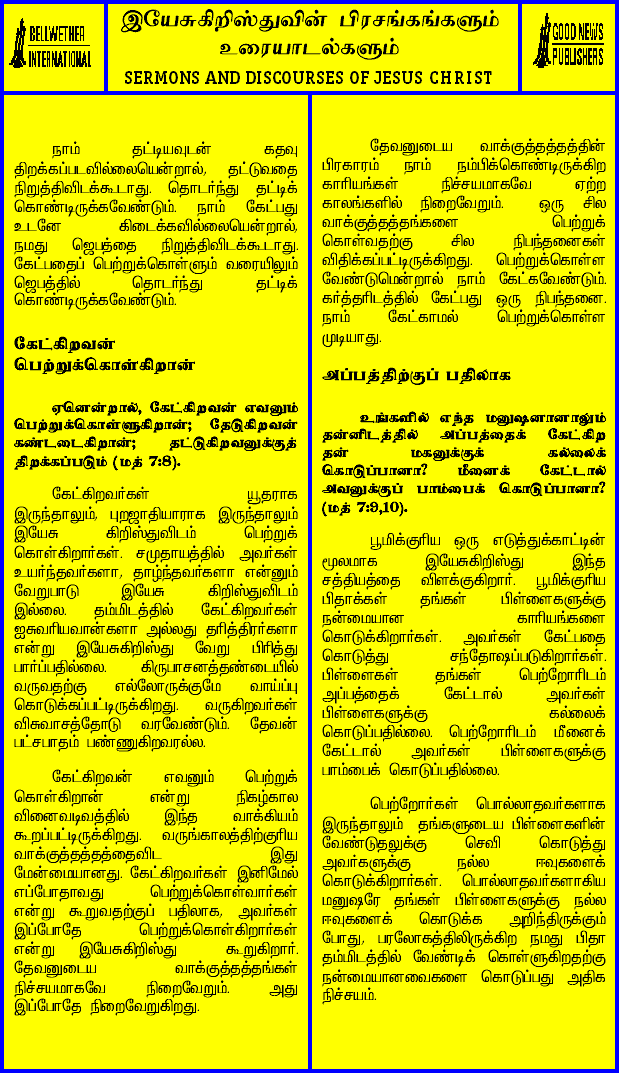 BELLWETHER
INTERNATIONAL
இயேசுகிறிஸ்துவின் பிரசங்கங்களும்
உரையாடல்களும்
SERMONS AND DISCOURSES OF JESUS CHRIST
GOOD NEWS
PUBLISHERS
நாம் தட்டியவுடன் கதவு
திறக்கப்படவில்லையென்றால், தட்டுவதை
நிறுத்திவிடக்கூடாது. தொடர்ந்து தட்டிக்
கொண்டிருக்கவேண்டும். நாம் கேட்பது
உடனே கிடைக்கவில்லையென்றால்,
நமது ஜெபத்தை நிறுத்திவிடக்கூடாது.
கேட்பதைப் பெற்றுக்கொள்ளும் வரையிலும்
ஜெபத்தில் தொடர்ந்து தட்டிக்
கொண்டிருக்கவேண்டும்.
கேட்கிறவன்
பெற்றுக்கொள்கிறான்
ஏனென்றால், கேட்கிறவன் எவனும்
பெற்றுக்கொள்ளுகிறான்; தேடுகிறவன்
கண்டடைகிறான்; தட்டுகிறவனுக்குத்
திறக்கப்படும் (மத் 7:8).
கேட்கிறவர்கள் யூதராக
இருந்தாலும், புறஜாதியாராக இருந்தாலும்
இயேசு கிறிஸ்துவிடம் பெற்றுக்
கொள்கிறார்கள். சமுதாயத்தில் அவர்கள்
உயர்ந்தவர்களா, தாழ்ந்தவர்களா என்னும்
வேறுபாடு இயேசு கிறிஸ்துவிடம்
இல்லை. தம்மிடத்தில் கேட்கிறவர்கள்
ஐசுவரியவான்களா அல்லது தரித்திரர்களா
என்று இயேசுகிறிஸ்து வேறு பிரித்து
பார்ப்பதில்லை. கிருபாசனத்தண்டையில்
வருவதற்கு எல்லோருக்குமே வாய்ப்பு
கொடுக்கப்பட்டிருக்கிறது. வருகிறவர்கள்
விசுவாசத்தோடு வரவேண்டும். தேவன்
பட்சபாதம் பண்ணுகிறவரல்ல.
கேட்கிறவன் எவனும் பெற்றுக்
கொள்கிறான் என்று நிகழ்கால
வினைவடிவத்தில் இந்த வாக்கியம்
கூறப்பட்டிருக்கிறது. வருங்காலத்திற்குரிய
வாக்குத்தத்தத்தைவிட இது
மேன்மையானது. கேட்கிறவர்கள் இனிமேல்
எப்போதாவது பெற்றுக்கொள்வார்கள்
என்று கூறுவதற்குப் பதிலாக, அவர்கள்
இப்போதே பெற்றுக்கொள்கிறார்கள்
என்று இயேசுகிறிஸ்து கூறுகிறார்.
தேவனுடைய வாக்குத்தத்தங்கள்
நிச்சயமாகவே நிறைவேறும். அது
இப்போதே நிறைவேறுகிறது.
தேவனுடைய வாக்குத்தத்தத்தின்
பிரகாரம் நாம் நம்பிக்கொண்டிருக்கிற
காரியங்கள் நிச்சயமாகவே ஏற்ற
காலங்களில் நிறைவேறும். ஒரு சில
வாக்குத்தத்தங்களை பெற்றுக்
கொள்வதற்கு சில நிபந்தனைகள்
விதிக்கப்பட்டிருக்கிறது. பெற்றுக்கொள்ள
வேண்டுமென்றால் நாம் கேட்கவேண்டும்.
கர்த்தரிடத்தில் கேட்பது ஒரு நிபந்தனை.
நாம் கேட்காமல் பெற்றுக்கொள்ள
முடியாது.
அப்பத்திற்குப் பதிலாக
உங்களில் எந்த மனுஷனானாலும்
தன்னிடத்தில் அப்பத்தைக் கேட்கிற
தன் மகனுக்குக் கல்லைக்
கொடுப்பானா? மீனைக் கேட்டால்
அவனுக்குப் பாம்பைக் கொடுப்பானா?
(மத் 7:9,10).
பூமிக்குரிய ஒரு எடுத்துக்காட்டின்
மூலமாக இயேசுகிறிஸ்து இந்த
சத்தியத்தை விளக்குகிறார். பூமிக்குரிய
பிதாக்கள் தங்கள் பிள்ளைகளுக்கு
நன்மையான காரியங்களை
கொடுக்கிறார்கள். அவர்கள் கேட்பதை
கொடுத்து சந்தோஷப்படுகிறார்கள்.
பிள்ளைகள் தங்கள் பெற்றோரிடம்
அப்பத்தைக் கேட்டால் அவர்கள்
பிள்ளைகளுக்கு கல்லைக்
கொடுப்பதில்லை. பெற்றோரிடம் மீனைக்
கேட்டால் அவர்கள் பிள்ளைகளுக்கு
பாம்பைக் கொடுப்பதில்லை.
பெற்றோர்கள் பொல்லாதவர்களாக
இருந்தாலும் தங்களுடைய பிள்ளைகளின்
வேண்டுதலுக்கு செவி கொடுத்து
அவர்களுக்கு நல்ல ஈவுகளைக்
கொடுக்கிறார்கள். பொல்லாதவர்களாகிய
மனுஷரே தங்கள் பிள்ளைகளுக்கு நல்ல
ஈவுகளைக் கொடுக்க அறிந்திருக்கும்
போது, பரலோகத்திலிருக்கிற நமது பிதா
தம்மிடத்தில் வேண்டிக் கொள்ளுகிறதற்கு
நன்மையானவைகளை கொடுப்பது அதிக
நிச்சயம்.